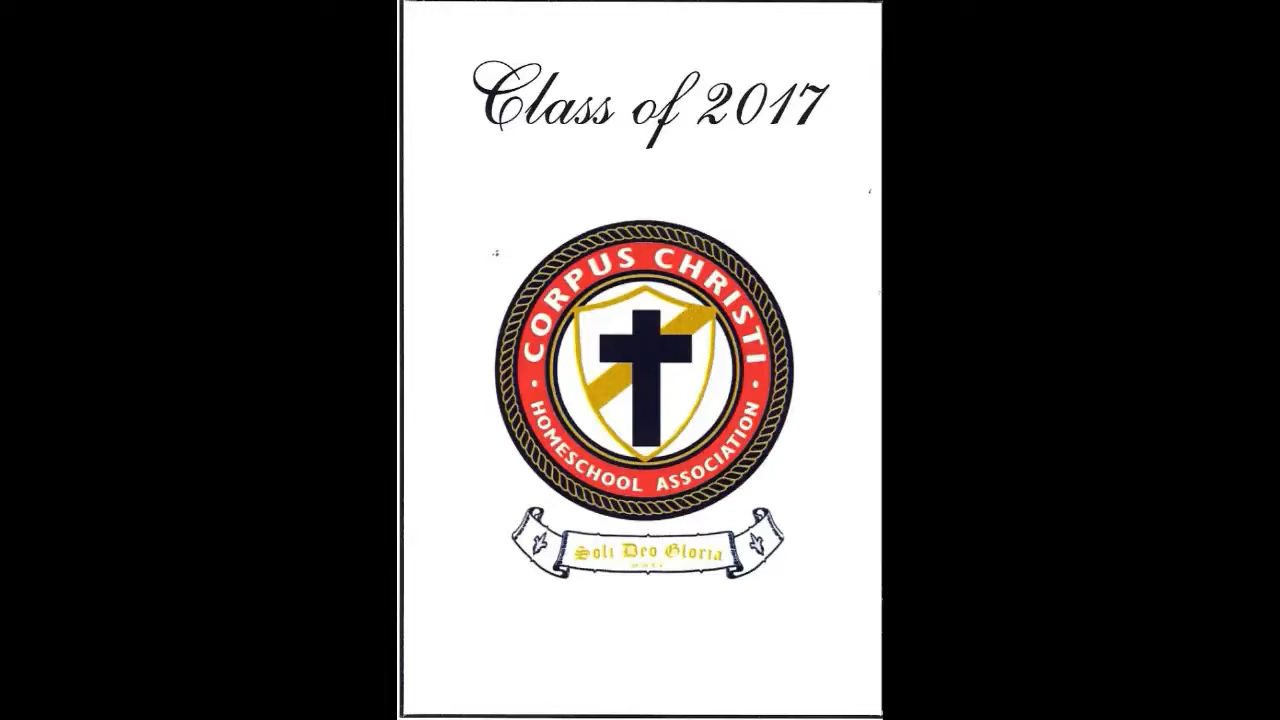 Class of 2017
CORPUS CHRISTI
HOMESCHOOL ASSOCIATION
Soli Deo Gloria